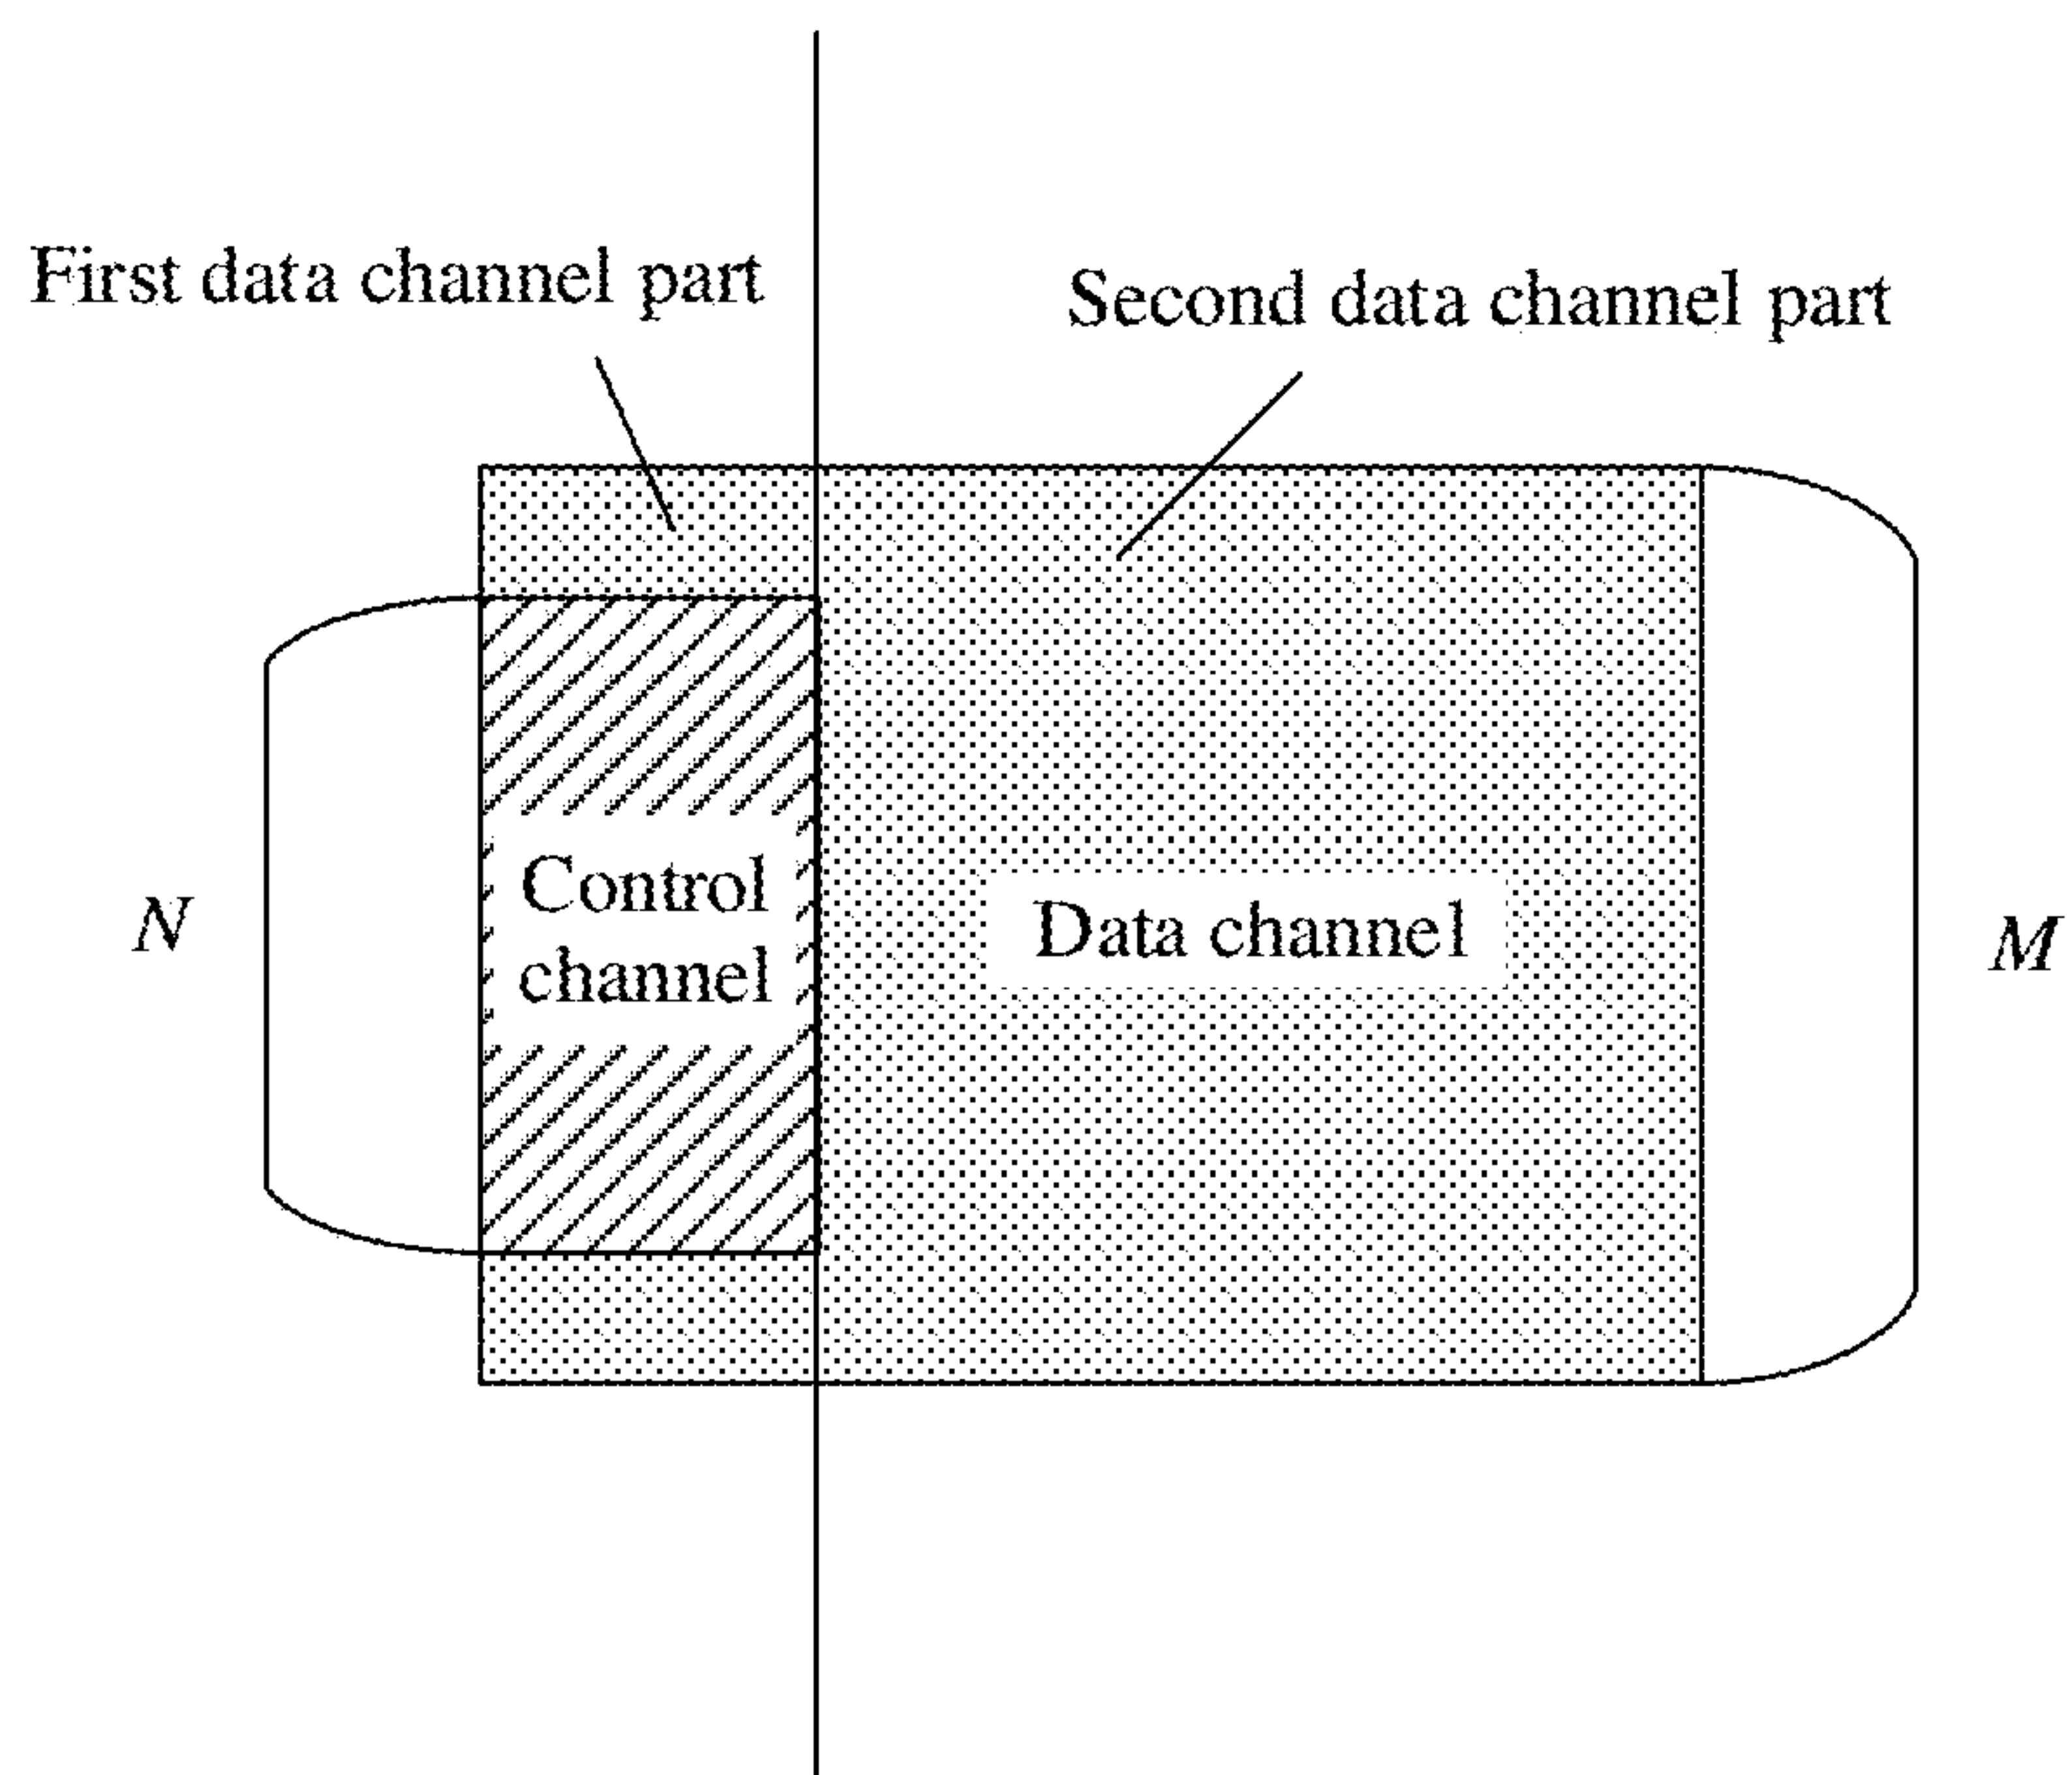 First data channel part
Second data channel part
Control
channel
Data channel
N
M